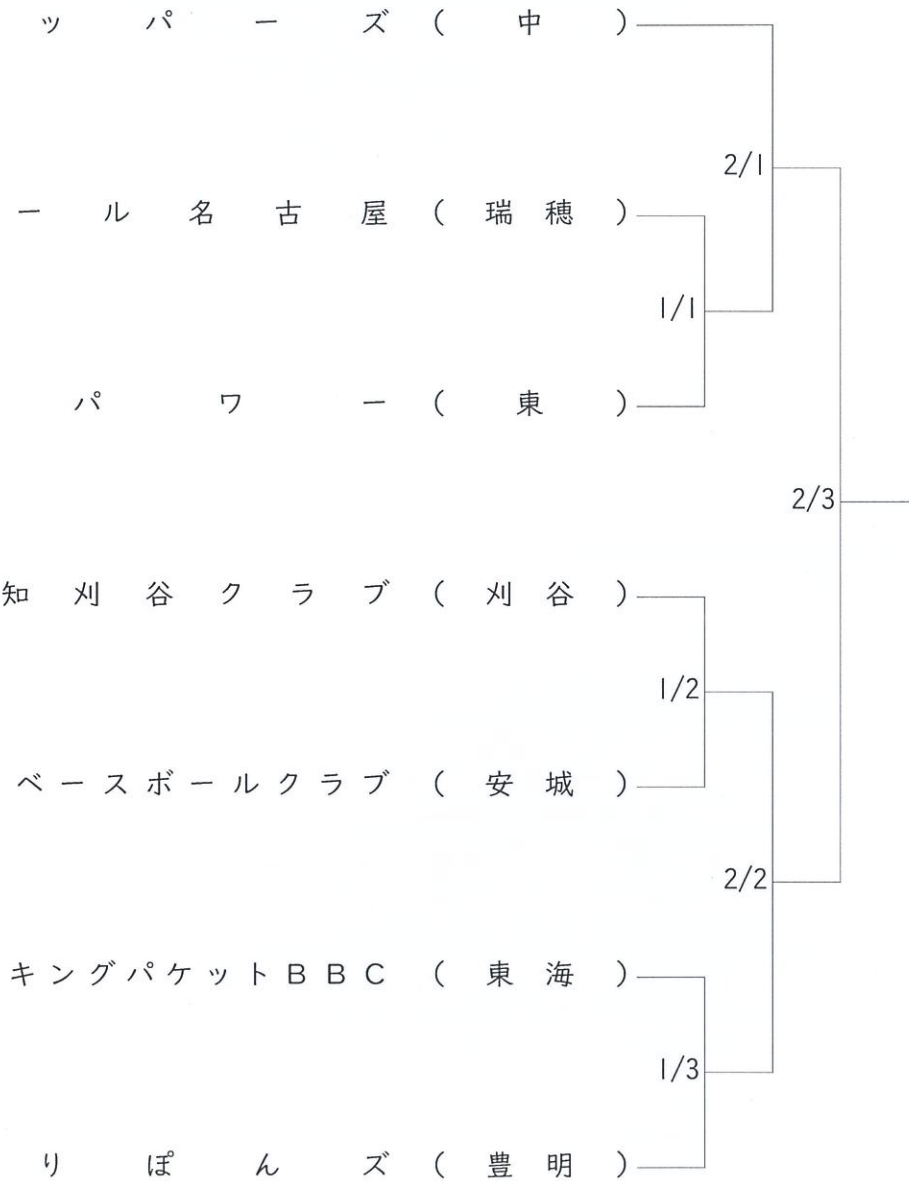 ッパーズ(中)
2/1
ール名古屋(瑞穂)
1/1
パワー(東)
2/3
知刈谷クラブ(刈谷)
1/2
ベースボールクラブ(安城)
2/2
キングパケットBBC(東海)
1/3
りぽんズ(豊明)